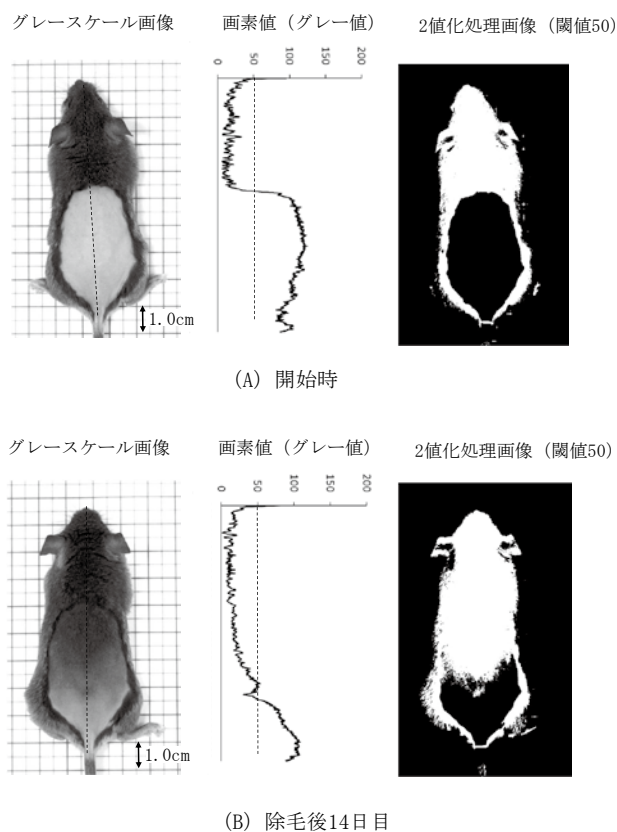 グレースケール画像
画素値（グレー値）
2値化処理画像（閾値50）
0
50
100
150
200
1.0cm
(A) 開始時
グレースケール画像
画素値（グレー値）
2値化処理画像（閾値50）
0
50
100
150
200
1.0cm
(B) 除毛後14日目